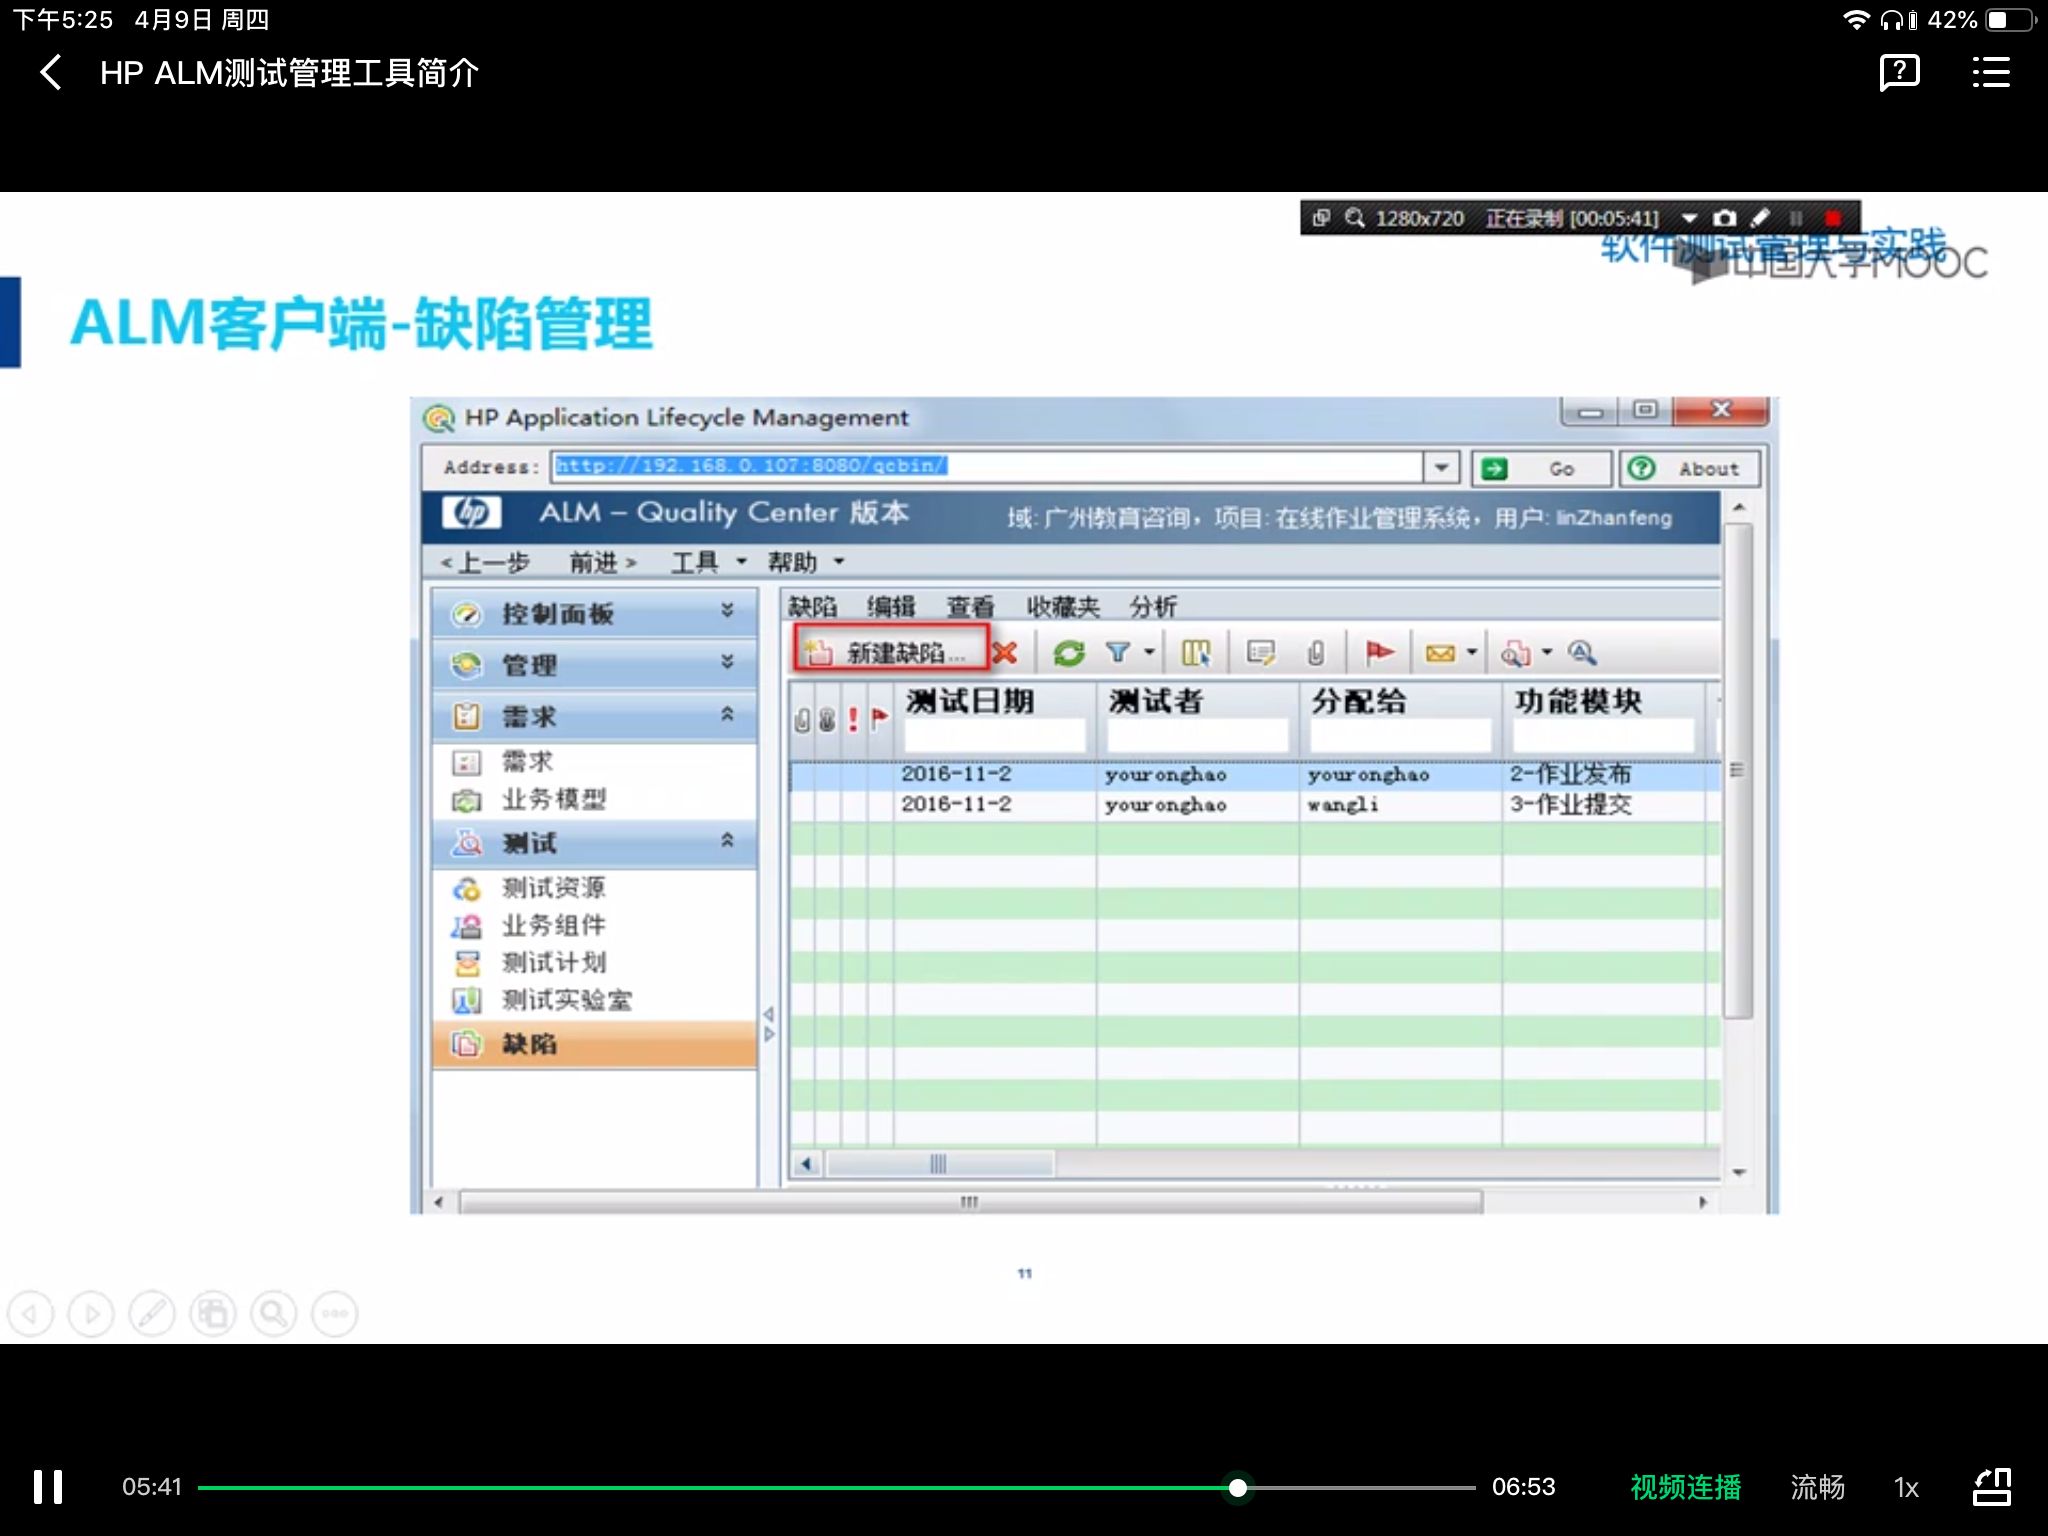 下午5:25 4月9日 周四 42%
HP ALM测试管理工具简介
1280x720 正在录制 [00:05:41]
软件测试管理与实践
中国大学MOOC
ALM客户端-缺陷管理
HP Application Lifecycle Management
Address: http://192.168.0.107:8080/qcbin/ Go About
hp ALM – Quality Center 版本 域: 广州教育咨询，项目: 在线作业管理系统，用户: linZhanfeng
<上一步 前进> 工具 帮助
控制面板
管理
需求
需求
业务模型
测试
测试资源
业务组件
测试计划
测试实验室
缺陷
缺陷 编辑 查看 收藏夹 分析
新建缺陷...
测试日期 测试者 分配给 功能模块
2016-11-2 youronghao youronghao 2-作业发布
2016-11-2 youronghao wangli 3-作业提交
11
05:41 06:53 视频连播 流畅 1x